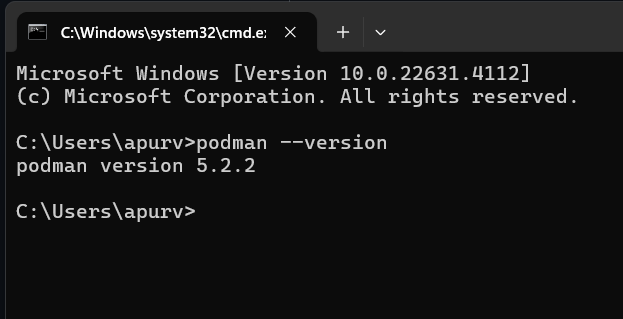 C:\Windows\system32\cmd.e
Microsoft Windows [Version 10.0.22631.4112]
(c) Microsoft Corporation. All rights reserved.
C:\Users\apurv>podman --version
podman version 5.2.2
C:\Users\apurv>